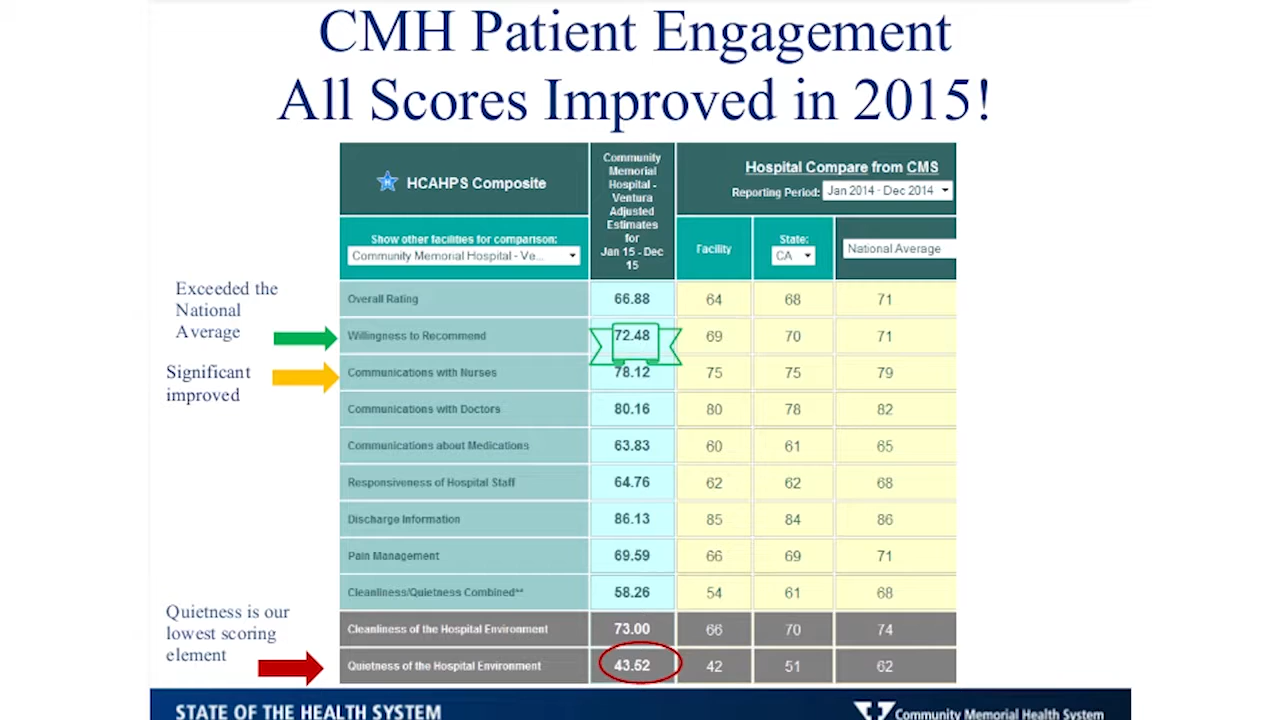 CMH Patient Engagement
All Scores Improved in 2015!
HCAHPS Composite
Community
Memorial
Hospital -
Ventura
Adjusted
Estimates
for
Jan 15 - Dec
15
Hospital Compare from CMS
Reporting Period: Jan 2014 - Dec 2014
Show other facilities for comparison:
Community Memorial Hospital - Ve...
Facility
State:
CA
National Average
Exceeded the
National
Average
Significant
improved
Quietness is our
lowest scoring
element
Overall Rating 66.88 64 68 71
Willingness to Recommend 72.48 69 70 71
Communications with Nurses 78.12 75 75 79
Communications with Doctors 80.16 80 78 82
Communications about Medications 63.83 60 61 65
Responsiveness of Hospital Staff 64.76 62 62 68
Discharge Information 86.13 85 84 86
Pain Management 69.59 66 69 71
Cleanliness/Quietness Combined** 58.26 54 61 68
Cleanliness of the Hospital Environment 73.00 66 70 74
Quietness of the Hospital Environment 43.52 42 51 62
STATE OF THE HEALTH SYSTEM
Community Memorial Health System